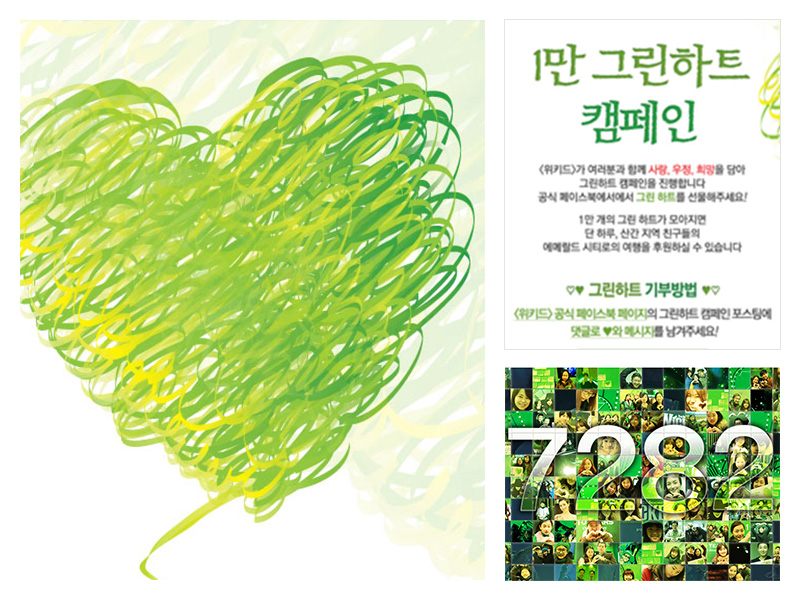 1만 그린하트
캠페인
<위키드>가 여러분과 함께 사랑, 우정, 희망을 담아
그린하트 캠페인을 진행합니다
공식 페이스북에서에서 그린 하트를 선물해주세요!
1만 개의 그린 하트가 모아지면
단 하루, 산간 지역 친구들의
에메랄드 시티로의 여행을 후원하실 수 있습니다
♡♥ 그린하트 기부방법 ♥♡
<위키드> 공식 페이스북 페이지의 그린하트 캠페인 포스팅에
댓글로 ♥와 메시지를 남겨주세요!
7282